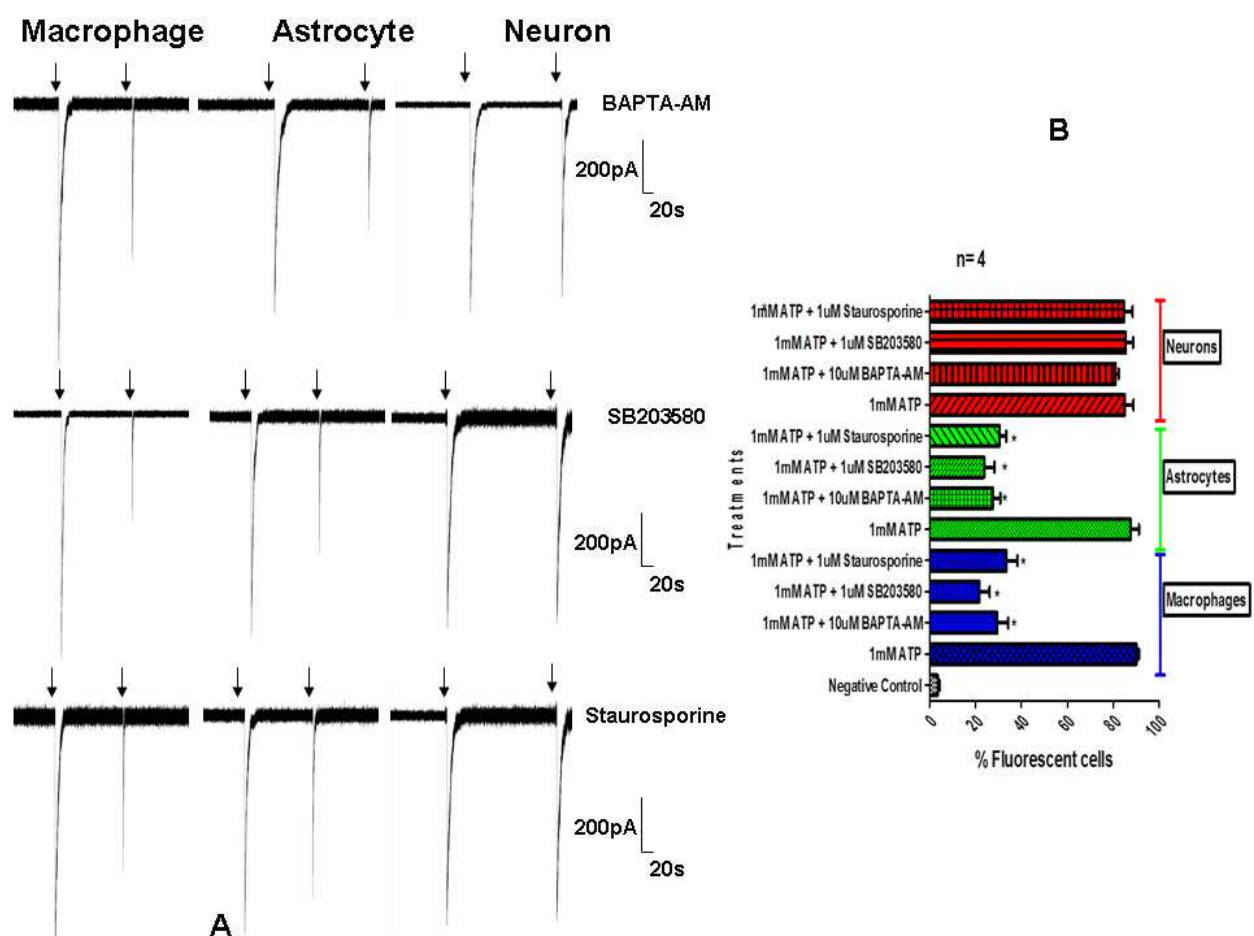 Macrophage Astrocyte Neuron
BAPTA-AM
200pA
20s
SB203580
200pA
20s
Staurosporine
200pA
20s
A
B
n= 4
1mMATP + 1uM Staurosporine
1mMATP + 1uM SB203580
1mMATP + 10uM BAPTA-AM
1mMATP
1mMATP + 1uM Staurosporine
1mMATP + 1uM SB203580
1mMATP + 10uM BAPTA-AM
1mMATP
1mMATP + 1uM Staurosporine
1mMATP + 1uM SB203580
1mMATP + 10uM BAPTA-AM
1mMATP
Negative Control
Treatments
* 
*
*
*
*
*
Neurons
Astrocytes
Macrophages
0 20 40 60 80 100
% Fluorescent cells